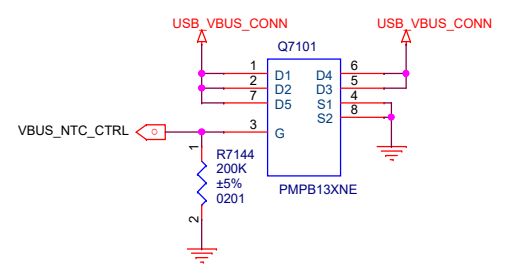 USB_VBUS_CONN
USB_VBUS_CONN
Q7101
1
D1
D4
6
2
D2
D3
5
7
D5
S1
4
S2
8
VBUS_NTC_CTRL
3
G
1
R7144
200K
±5%
0201
PMPB13XNE
2